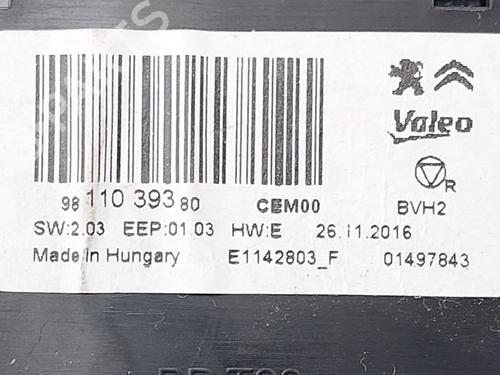 Valeo
R
98 110 393 80 CEM00 BVH2
SW:2.03 EEP:01.03 HW:E 26.11.2016
Made In Hungary E1142803_F 01497843